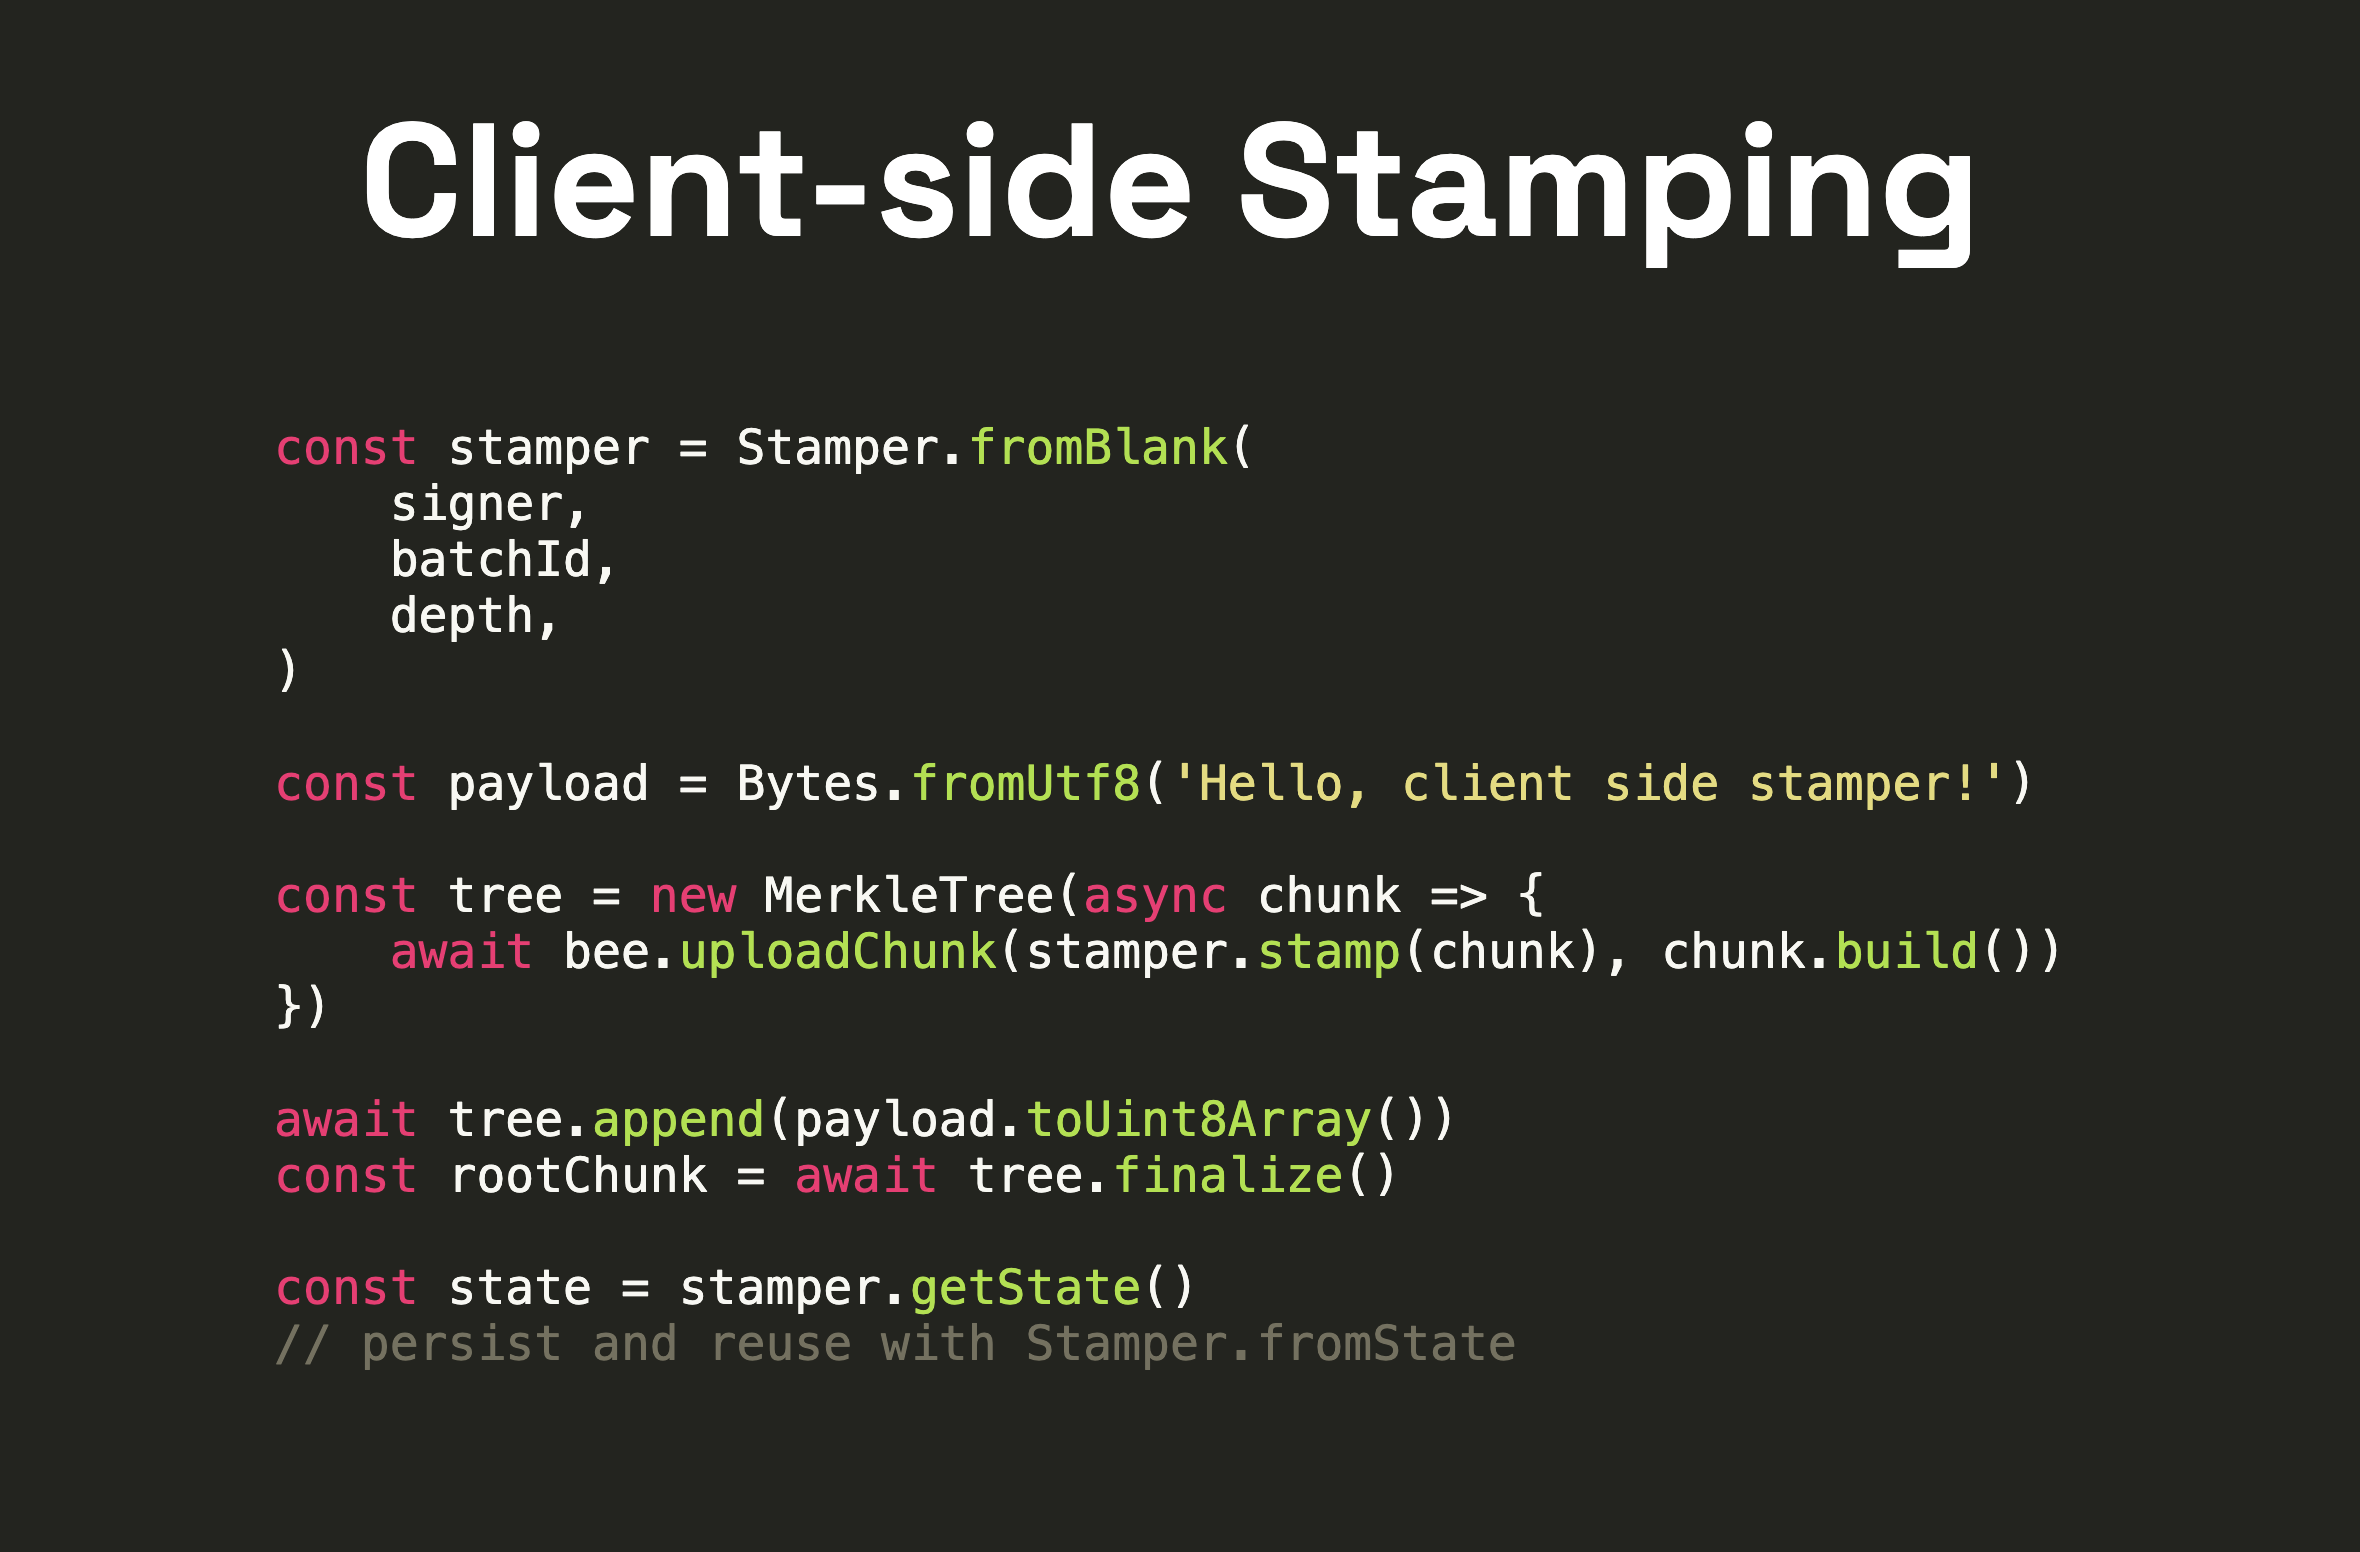 Client-side Stamping
const stamper = Stamper.fromBlank(
    signer,
    batchId,
    depth,
)
const payload = Bytes.fromUtf8('Hello, client side stamper!')
const tree = new MerkleTree(async chunk => {
    await bee.uploadChunk(stamper.stamp(chunk), chunk.build())
})
await tree.append(payload.toUint8Array())
const rootChunk = await tree.finalize()
const state = stamper.getState()
// persist and reuse with Stamper.fromState